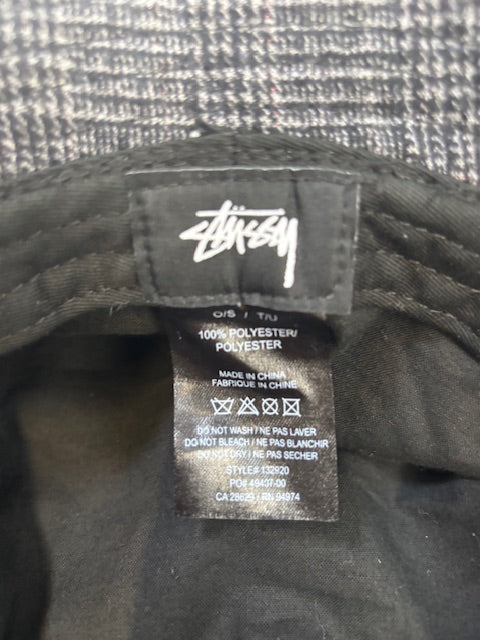 Stüssy
O/S / T/U
100% POLYESTER/
POLYESTER
MADE IN CHINA
FABRIQUE IN CHINE
DO NOT WASH / NE PAS LAVER
DO NOT BLEACH / NE PAS BLANCHIR
DO NOT DRY / NE PAS SECHER
STYLE# 132920
PO# 49437-00
CA 28629 / RN 94974